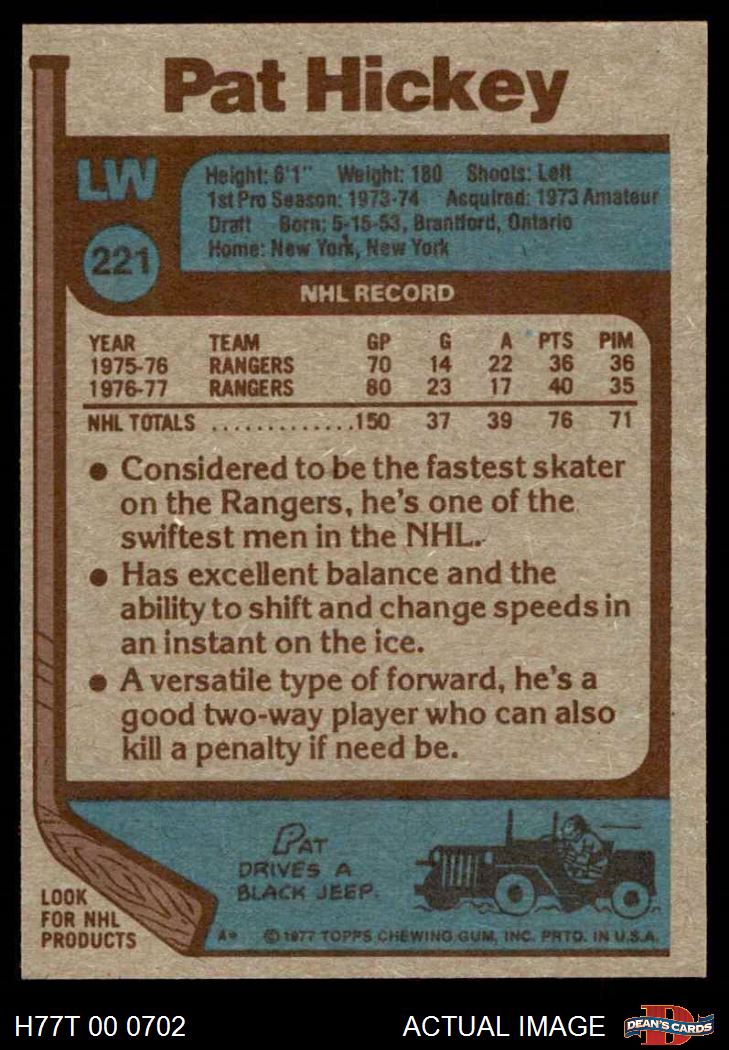 Pat Hickey
LW
221
Height: 6'1" Weight: 180 Shoots: Left
1st Pro Season: 1973-74 Acquired: 1973 Amateur
Draft Born: 5-15-53, Brantford, Ontario
Home: New York, New York
NHL RECORD
YEAR TEAM GP G A PTS PIM
1975-76 RANGERS 70 14 22 36 36
1976-77 RANGERS 80 23 17 40 35
NHL TOTALS .............150 37 39 76 71
• Considered to be the fastest skater
on the Rangers, he's one of the
swiftest men in the NHL.
• Has excellent balance and the
ability to shift and change speeds in
an instant on the ice.
• A versatile type of forward, he's a
good two-way player who can also
kill a penalty if need be.
PAT
DRIVES A
BLACK JEEP.
LOOK
FOR NHL
PRODUCTS
A* © 1977 TOPPS CHEWING GUM, INC. PRTD. IN U.S.A.
H77T 00 0702 ACTUAL IMAGE DEAN'S CARDS